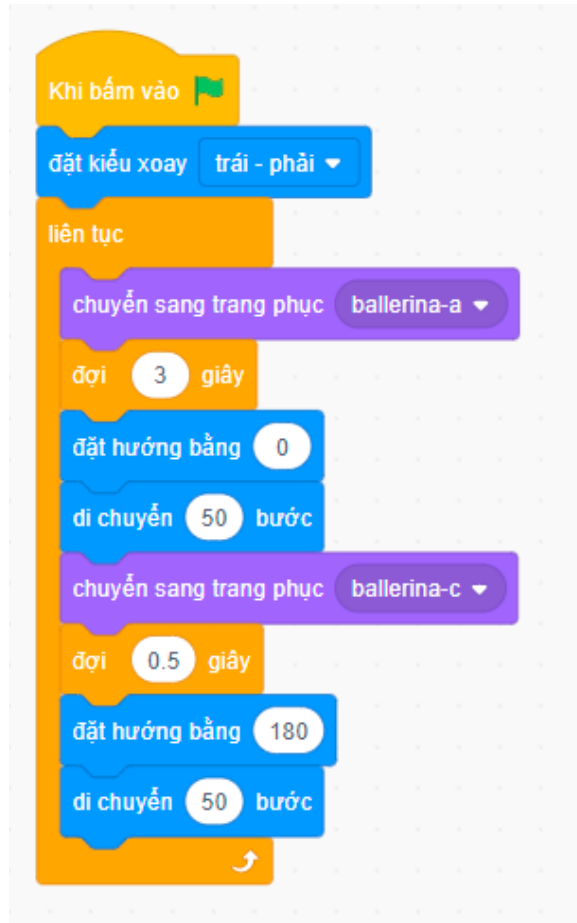 Khi bấm vào
đặt kiểu xoay trái - phải
liên tục
chuyển sang trang phục ballerina-a
đợi 3 giây
đặt hướng bằng 0
di chuyển 50 bước
chuyển sang trang phục ballerina-c
đợi 0.5 giây
đặt hướng bằng 180
di chuyển 50 bước